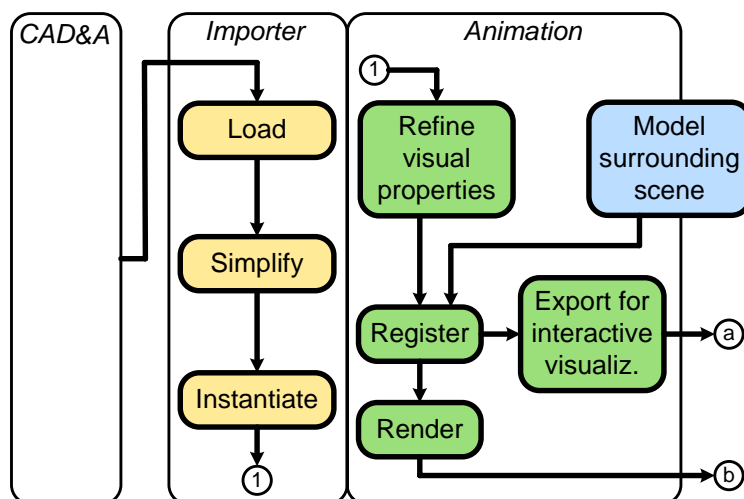 CAD&A
Importer
Animation
Load
Simplify
Instantiate
1
1
Refine
visual
properties
Model
surrounding
scene
Register
Export for
interactive
visualiz.
a
Render
b